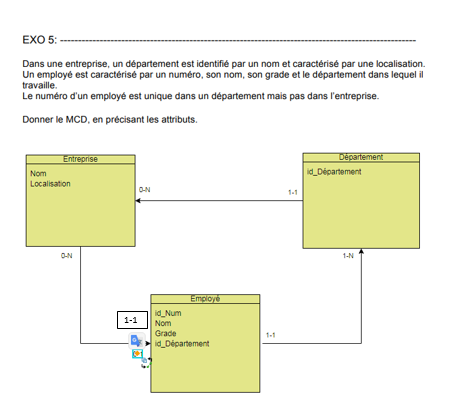 EXO 5: ------------------------------------------------------------------------------------------
Dans une entreprise, un département est identifié par un nom et caractérisé par une localisation.
Un employé est caractérisé par un numéro, son nom, son grade et le département dans lequel il
travaille.
Le numéro d'un employé est unique dans un département mais pas dans l'entreprise.
Donner le MCD, en précisant les attributs.
Entreprise
Nom
Localisation
Département
id_Département
0-N
1-1
0-N
1-N
Employé
id_Num
Nom
Grade
id_Département
1-1
1-1